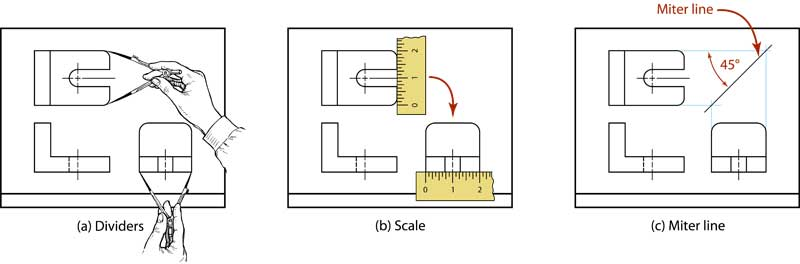 Miter line
45°
2
1
0
0 1 2
(a) Dividers
(b) Scale
(c) Miter line